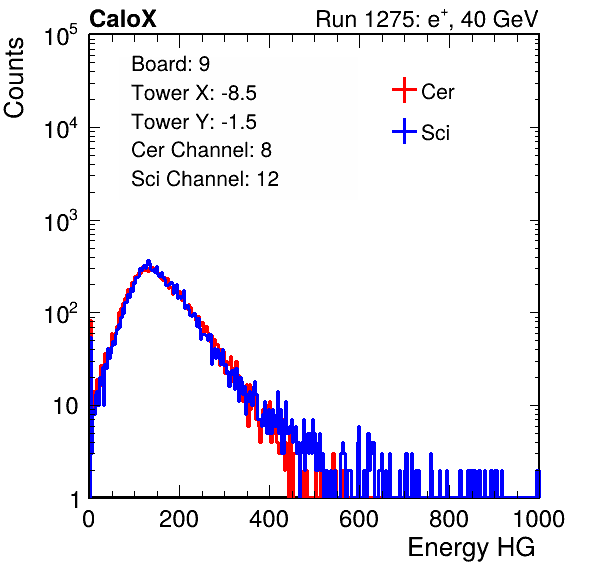 CaloX Run 1275: e⁺, 40 GeV
Counts
Board: 9
Tower X: -8.5
Tower Y: -1.5
Cer Channel: 8
Sci Channel: 12
Cer
Sci
10⁵
10⁴
10³
10²
10
1
0 200 400 600 800 1000
Energy HG